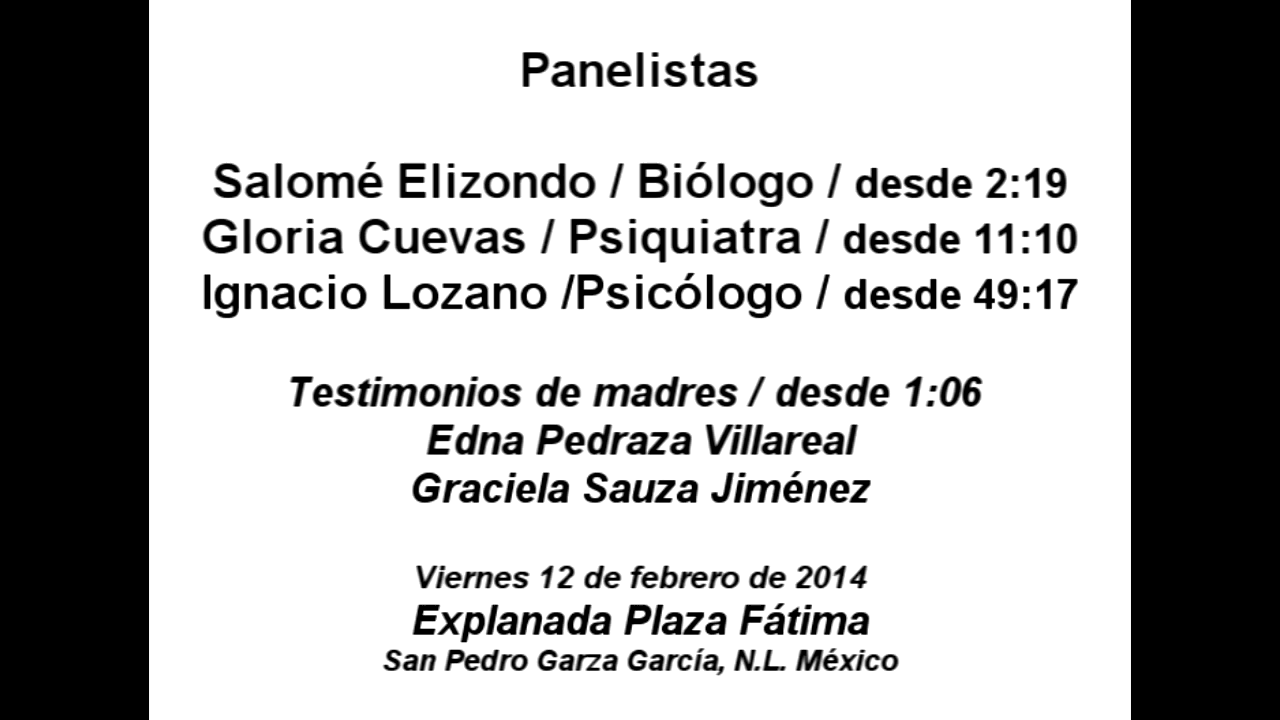 Panelistas
Salomé Elizondo / Biólogo / desde 2:19
Gloria Cuevas / Psiquiatra / desde 11:10
Ignacio Lozano /Psicólogo / desde 49:17
Testimonios de madres / desde 1:06
Edna Pedraza Villareal
Graciela Sauza Jiménez
Viernes 12 de febrero de 2014
Explanada Plaza Fátima
San Pedro Garza García, N.L. México